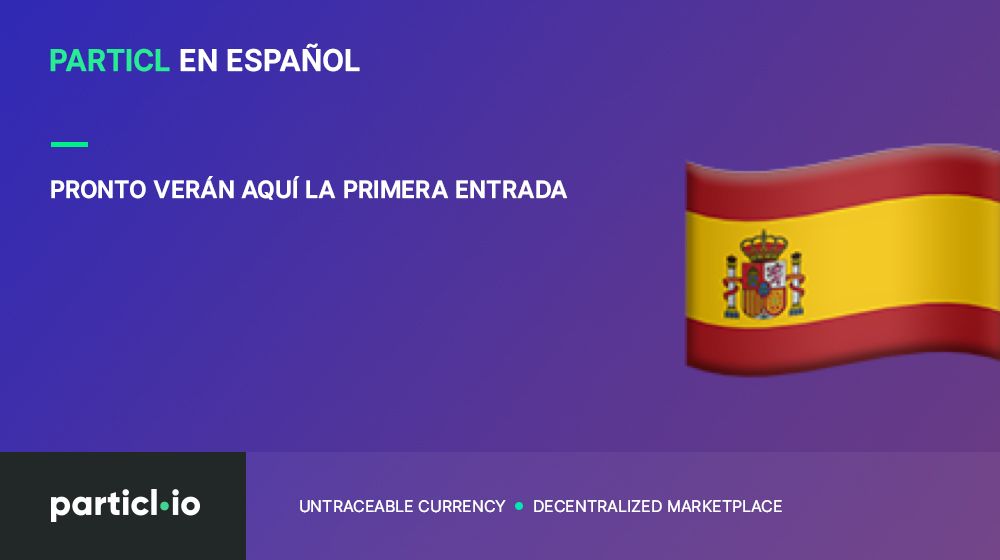 PARTICL EN ESPAÑOL
PRONTO VERÁN AQUÍ LA PRIMERA ENTRADA
particl•io
UNTRACEABLE CURRENCY • DECENTRALIZED MARKETPLACE